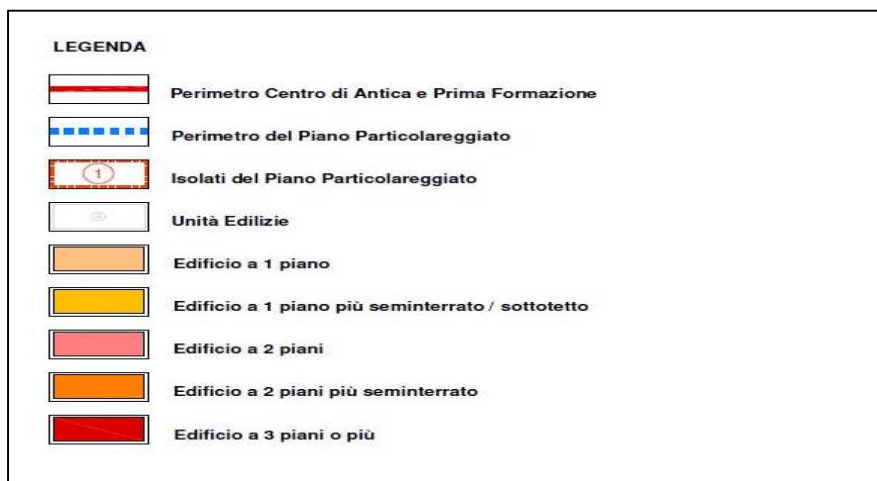 LEGENDA
Perimetro Centro di Antica e Prima Formazione
Perimetro del Piano Particolareggiato
1
Isolati del Piano Particolareggiato
Unità Edilizie
Edificio a 1 piano
Edificio a 1 piano più seminterrato / sottotetto
Edificio a 2 piani
Edificio a 2 piani più seminterrato
Edificio a 3 piani o più